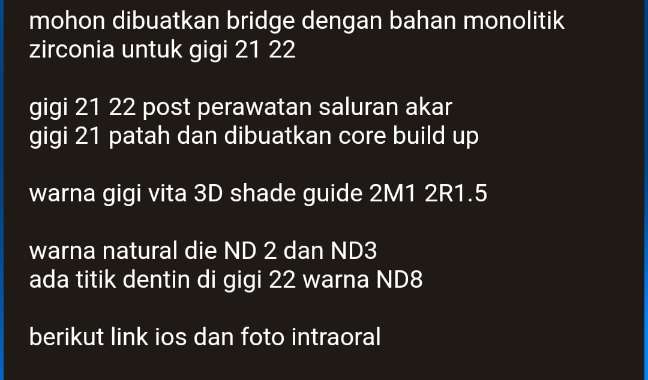 mohon dibuatkan bridge dengan bahan monolitik
zirconia untuk gigi 21 22
gigi 21 22 post perawatan saluran akar
gigi 21 patah dan dibuatkan core build up
warna gigi vita 3D shade guide 2M1 2R1.5
warna natural die ND 2 dan ND3
ada titik dentin di gigi 22 warna ND8
berikut link ios dan foto intraoral